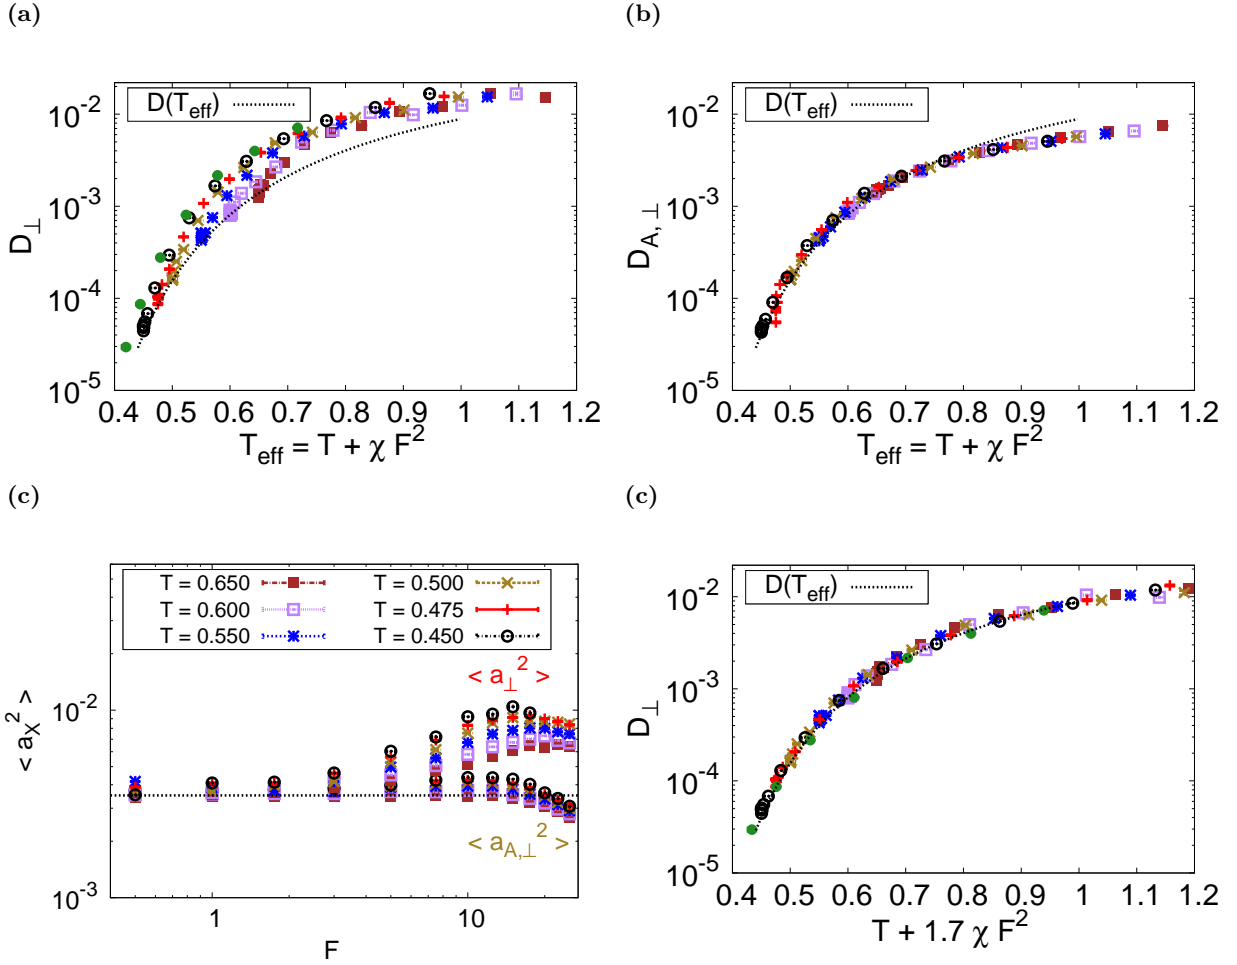 (a)
D(T_eff)
10^-2
10^-3
10^-4
10^-5
D_⊥
0.4 0.5 0.6 0.7 0.8 0.9 1 1.1 1.2
T_eff = T + χ F^2
(b)
D(T_eff)
10^-2
10^-3
10^-4
10^-5
D_A,⊥
0.4 0.5 0.6 0.7 0.8 0.9 1 1.1 1.2
T_eff = T + χ F^2
(c)
T = 0.650 T = 0.500
T = 0.600 T = 0.475
T = 0.550 T = 0.450
< a_⊥^2 >
10^-2
< a_X^2 >
< a_A,⊥^2 >
10^-3
1 10
F
(c)
D(T_eff)
10^-2
10^-3
10^-4
10^-5
D_⊥
0.4 0.5 0.6 0.7 0.8 0.9 1 1.1 1.2
T + 1.7 χ F^2